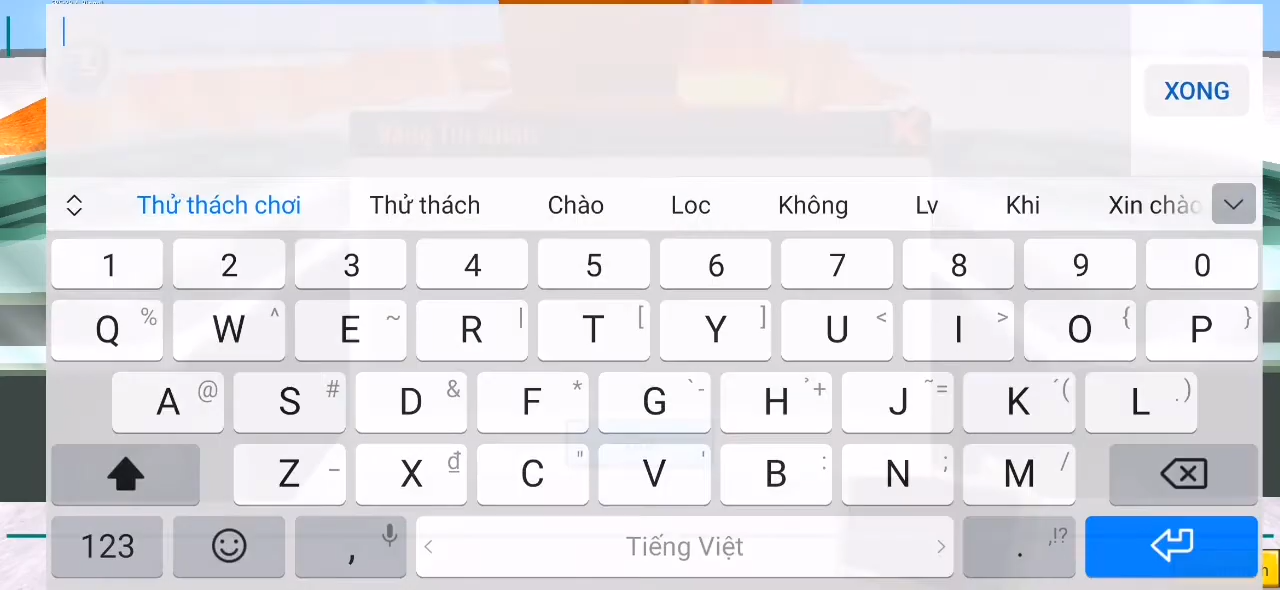 XONG
Thử thách chơi Thử thách Chào Loc Không Lv Khi Xin chào
1 2 3 4 5 6 7 8 9 0
Q % W ^ E ~ R | T [ Y ] U < I > O { P }
A @ S # D & F * G ` - H ̉ + J ~ = K ´ ( L . )
Z – X ₫ C " V ' B : N ; M /
123 , < Tiếng Việt > . ,!?